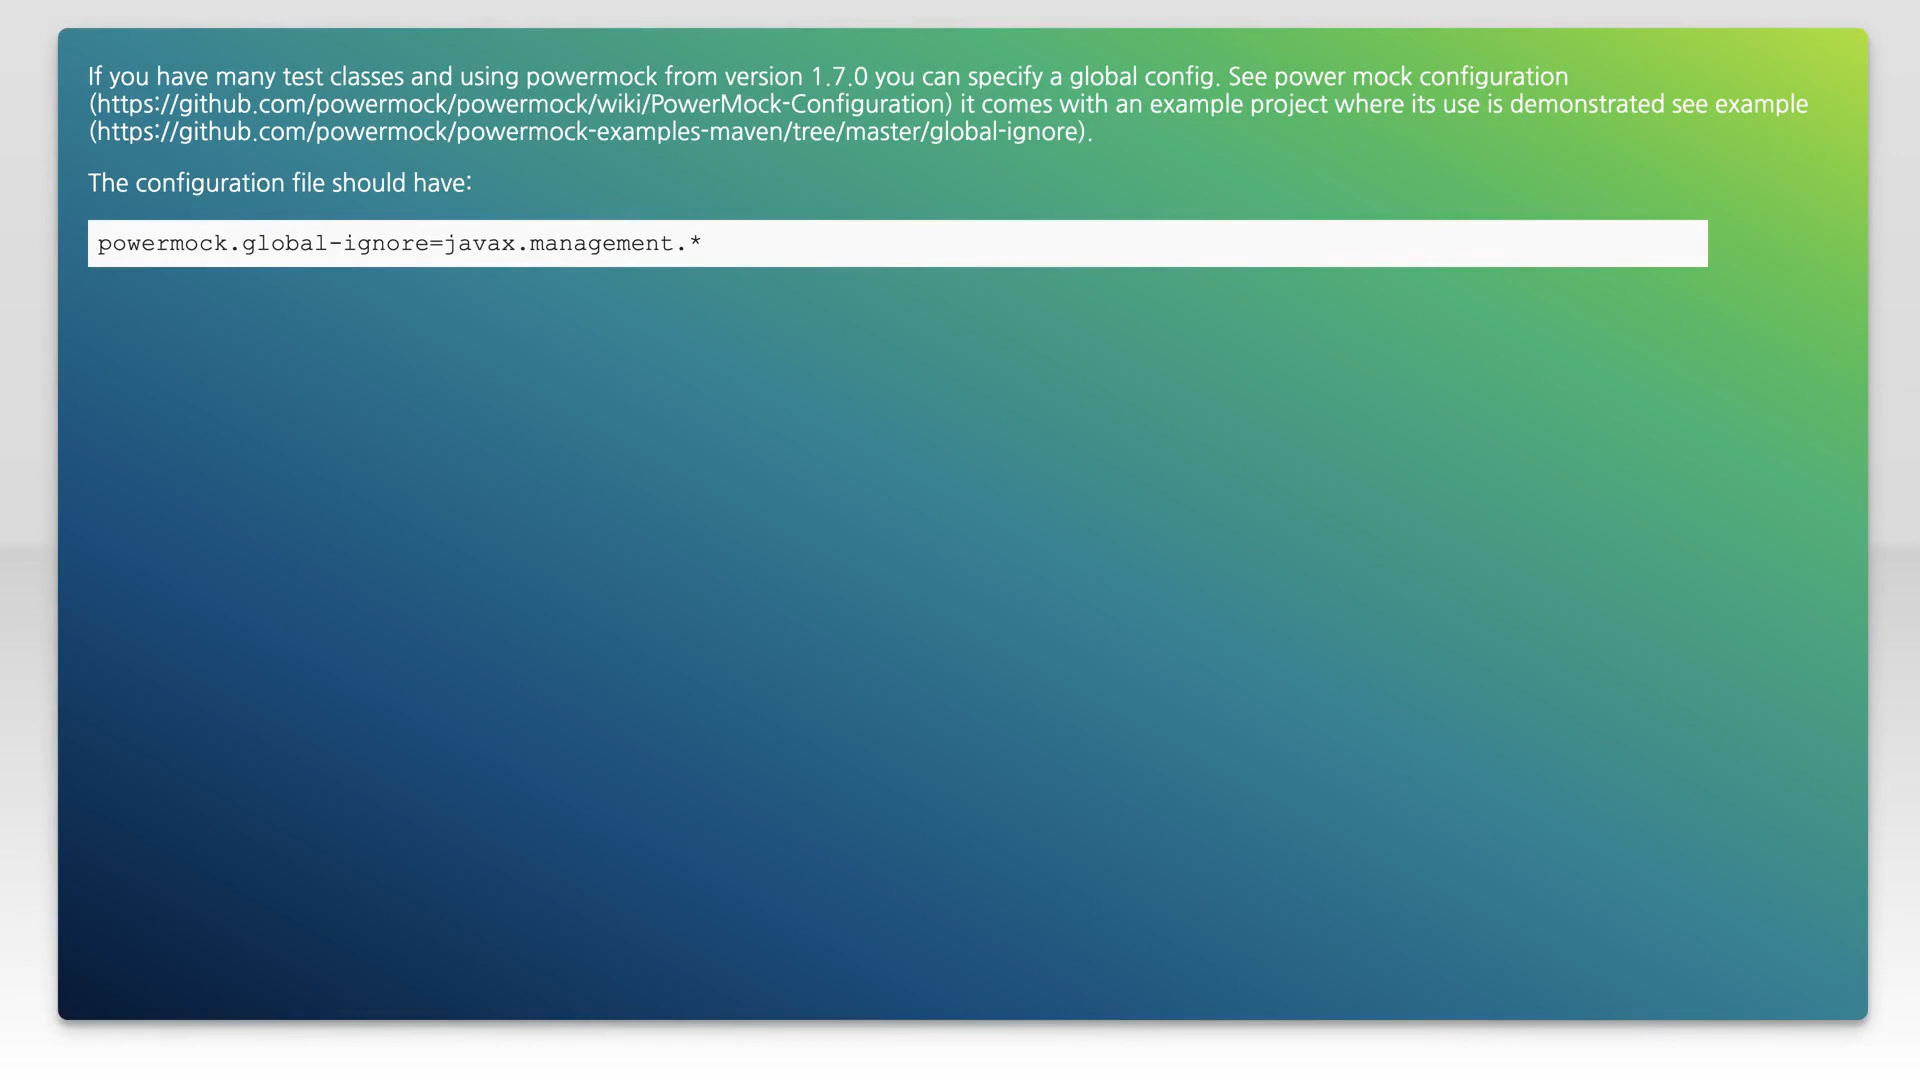 If you have many test classes and using powermock from version 1.7.0 you can specify a global config. See power mock configuration
(https://github.com/powermock/powermock/wiki/PowerMock-Configuration) it comes with an example project where its use is demonstrated see example
(https://github.com/powermock/powermock-examples-maven/tree/master/global-ignore).
The configuration file should have:
powermock.global-ignore=javax.management.*